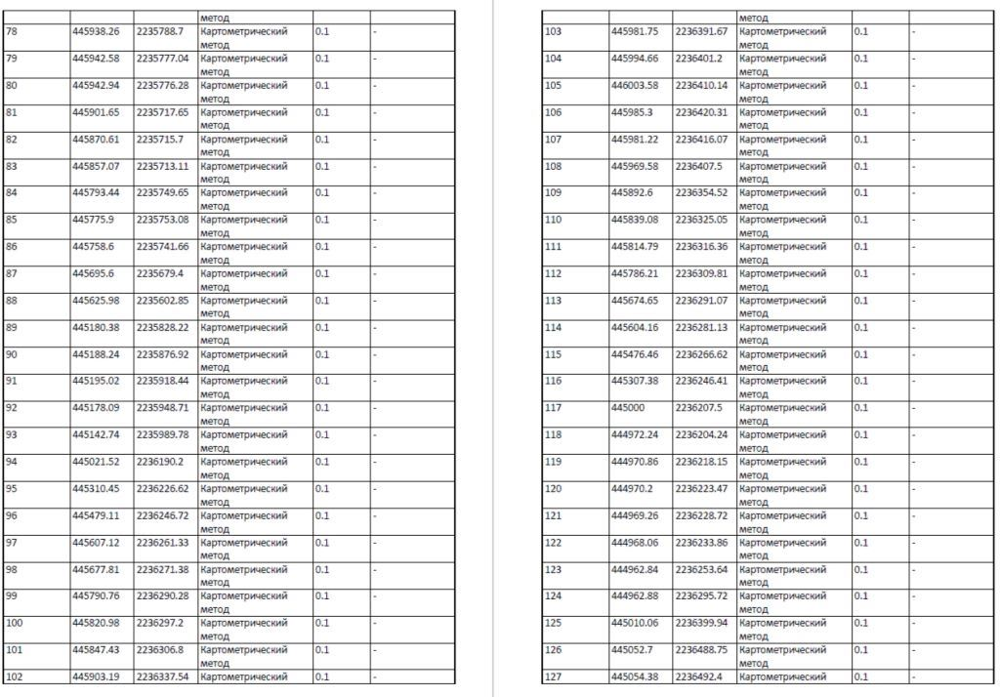 метод
78 445938.26 2235788.7 Картометрический 0.1 -
метод
79 445942.58 2235777.04 Картометрический 0.1 -
метод
80 445942.94 2235776.28 Картометрический 0.1 -
метод
81 445901.65 2235717.65 Картометрический 0.1 -
метод
82 445870.61 2235715.7 Картометрический 0.1 -
метод
83 445857.07 2235713.11 Картометрический 0.1 -
метод
84 445793.44 2235749.65 Картометрический 0.1 -
метод
85 445775.9 2235753.08 Картометрический 0.1 -
метод
86 445758.6 2235741.66 Картометрический 0.1 -
метод
87 445695.6 2235679.4 Картометрический 0.1 -
метод
88 445625.98 2235602.85 Картометрический 0.1 -
метод
89 445180.38 2235828.22 Картометрический 0.1 -
метод
90 445188.24 2235876.92 Картометрический 0.1 -
метод
91 445195.02 2235918.44 Картометрический 0.1 -
метод
92 445178.09 2235948.71 Картометрический 0.1 -
метод
93 445142.74 2235989.78 Картометрический 0.1 -
метод
94 445021.52 2236190.2 Картометрический 0.1 -
метод
95 445310.45 2236226.62 Картометрический 0.1 -
метод
96 445479.11 2236246.72 Картометрический 0.1 -
метод
97 445607.12 2236261.33 Картометрический 0.1 -
метод
98 445677.81 2236271.38 Картометрический 0.1 -
метод
99 445790.76 2236290.28 Картометрический 0.1 -
метод
100 445820.98 2236297.2 Картометрический 0.1 -
метод
101 445847.43 2236306.8 Картометрический 0.1 -
метод
102 445903.19 2236337.54 Картометрический 0.1 -
метод
103 445981.75 2236391.67 Картометрический 0.1 -
метод
104 445994.66 2236401.2 Картометрический 0.1 -
метод
105 446003.58 2236410.14 Картометрический 0.1 -
метод
106 445985.3 2236420.31 Картометрический 0.1 -
метод
107 445981.22 2236416.07 Картометрический 0.1 -
метод
108 445969.58 2236407.5 Картометрический 0.1 -
метод
109 445892.6 2236354.52 Картометрический 0.1 -
метод
110 445839.08 2236325.05 Картометрический 0.1 -
метод
111 445814.79 2236316.36 Картометрический 0.1 -
метод
112 445786.21 2236309.81 Картометрический 0.1 -
метод
113 445674.65 2236291.07 Картометрический 0.1 -
метод
114 445604.16 2236281.13 Картометрический 0.1 -
метод
115 445476.46 2236266.62 Картометрический 0.1 -
метод
116 445307.38 2236246.41 Картометрический 0.1 -
метод
117 445000 2236207.5 Картометрический 0.1 -
метод
118 444972.24 2236204.24 Картометрический 0.1 -
метод
119 444970.86 2236218.15 Картометрический 0.1 -
метод
120 444970.2 2236223.47 Картометрический 0.1 -
метод
121 444969.26 2236228.72 Картометрический 0.1 -
метод
122 444968.06 2236233.86 Картометрический 0.1 -
метод
123 444962.84 2236253.64 Картометрический 0.1 -
метод
124 444962.88 2236295.72 Картометрический 0.1 -
метод
125 445010.06 2236399.94 Картометрический 0.1 -
метод
126 445052.7 2236488.75 Картометрический 0.1 -
метод
127 445054.38 2236492.4 Картометрический 0.1 -